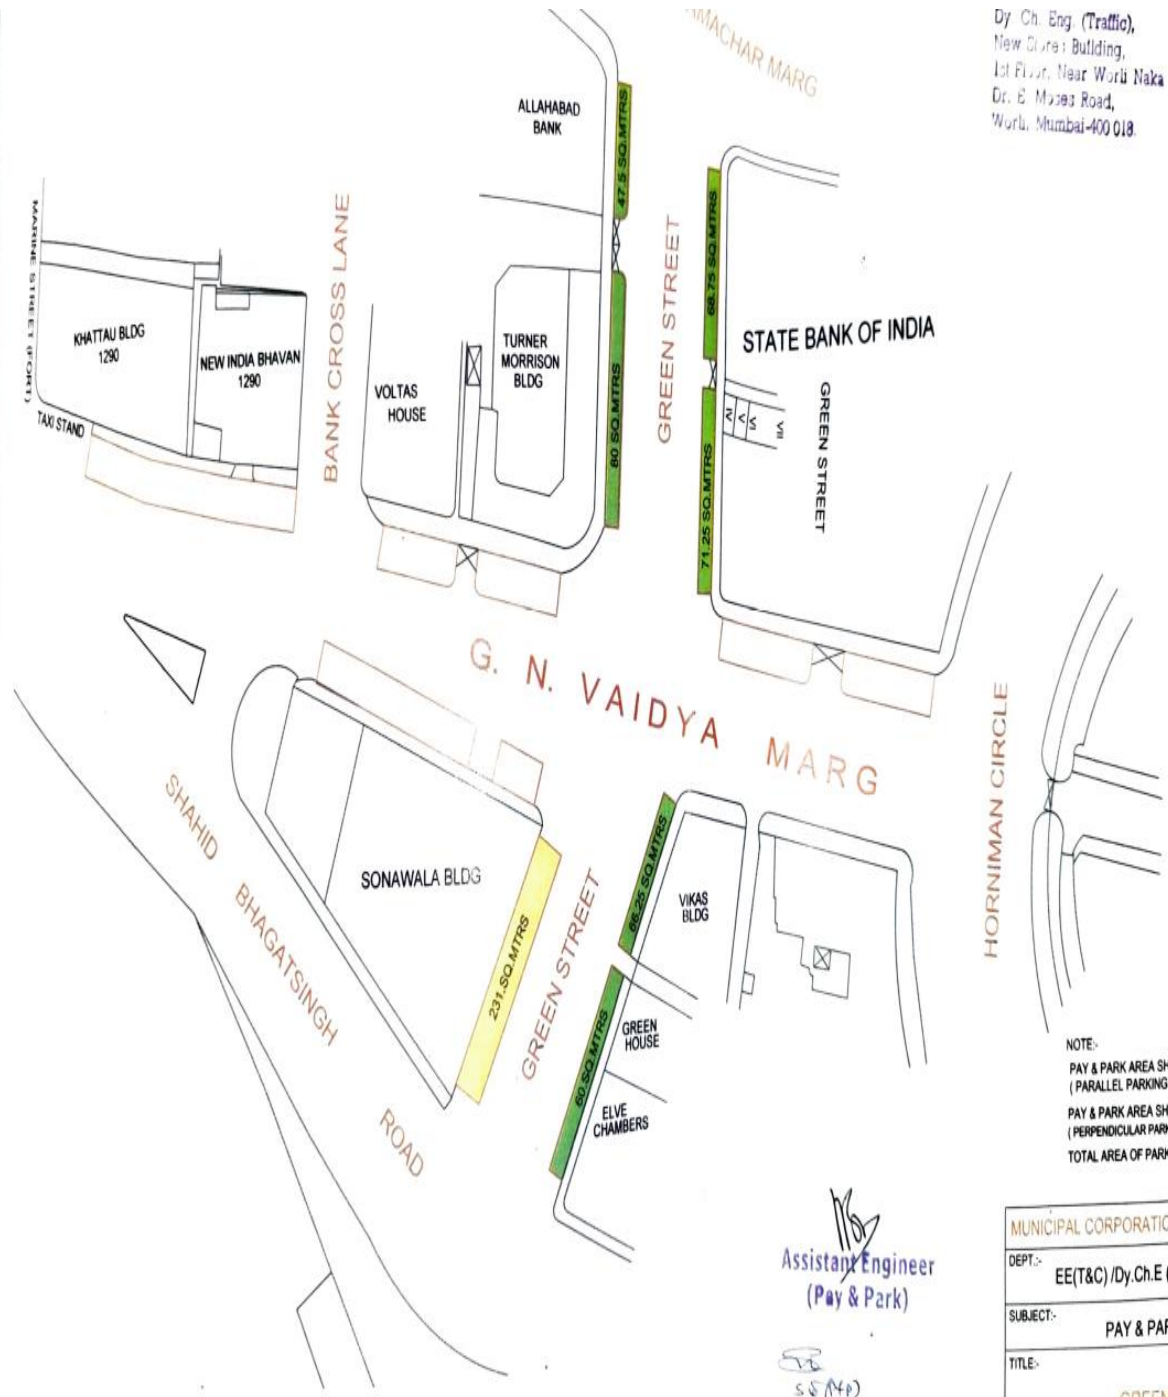 AMACHAR MARG
Dy Ch. Eng. (Traffic),
New Stores Building,
1st Floor, Near Worli Naka
Dr. E Moses Road,
Worli, Mumbai-400 018.
ALLAHABAD
BANK
47.5 SQ.MTRS
68.75 SQ.MTRS
MARINE STREET (FORT)
BANK CROSS LANE
GREEN STREET
KHATTAU BLDG
1290
NEW INDIA BHAVAN
1290
TURNER
MORRISON
BLDG
STATE BANK OF INDIA
VOLTAS
HOUSE
TAXI STAND
80 SQ.MTRS
71.25 SQ.MTRS
GREEN STREET
G. N. VAIDYA MARG
HORNIMAN CIRCLE
SHAHID BHAGATSINGH ROAD
SONAWALA BLDG
231.SQ.MTRS
GREEN STREET
66.25 SQ.MTRS
VIKAS
BLDG
60.SQ.MTRS
GREEN
HOUSE
ELVE
CHAMBERS
NOTE:-
PAY & PARK AREA SH
( PARALLEL PARKING
PAY & PARK AREA SH
( PERPENDICULAR PARK
TOTAL AREA OF PARK
Assistant Engineer
(Pay & Park)
MUNICIPAL CORPORATIO
DEPT.:-
EE(T&C) /Dy.Ch.E (
SUBJECT:-
PAY & PAR
TITLE:-